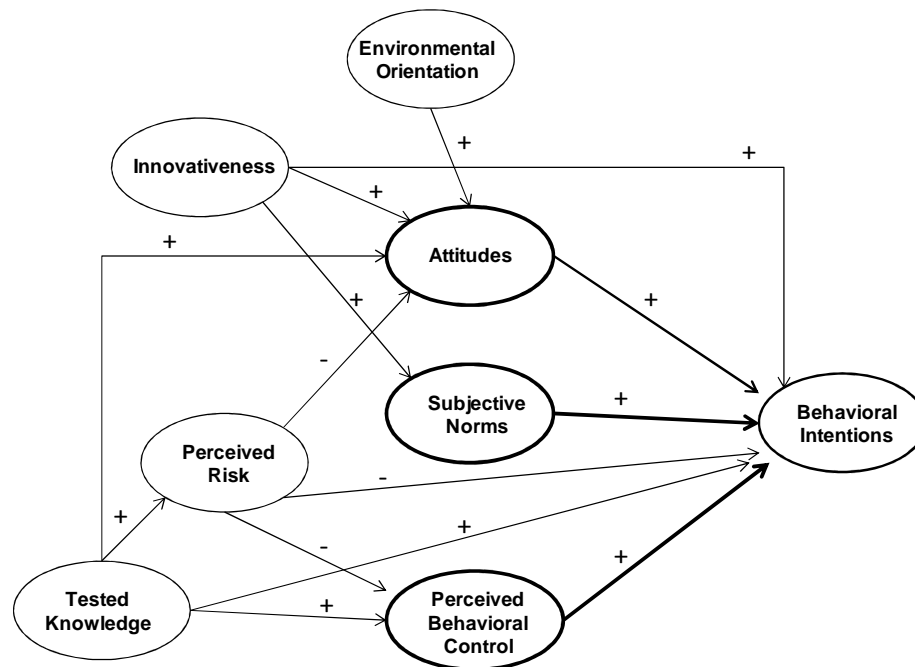 Environmental
Orientation
+
+
Innovativeness
+
+
Attitudes
+
+
-
Subjective
Norms
+
Behavioral
Intentions
Perceived
Risk
-
+
+
-
+
Tested
Knowledge
+
Perceived
Behavioral
Control